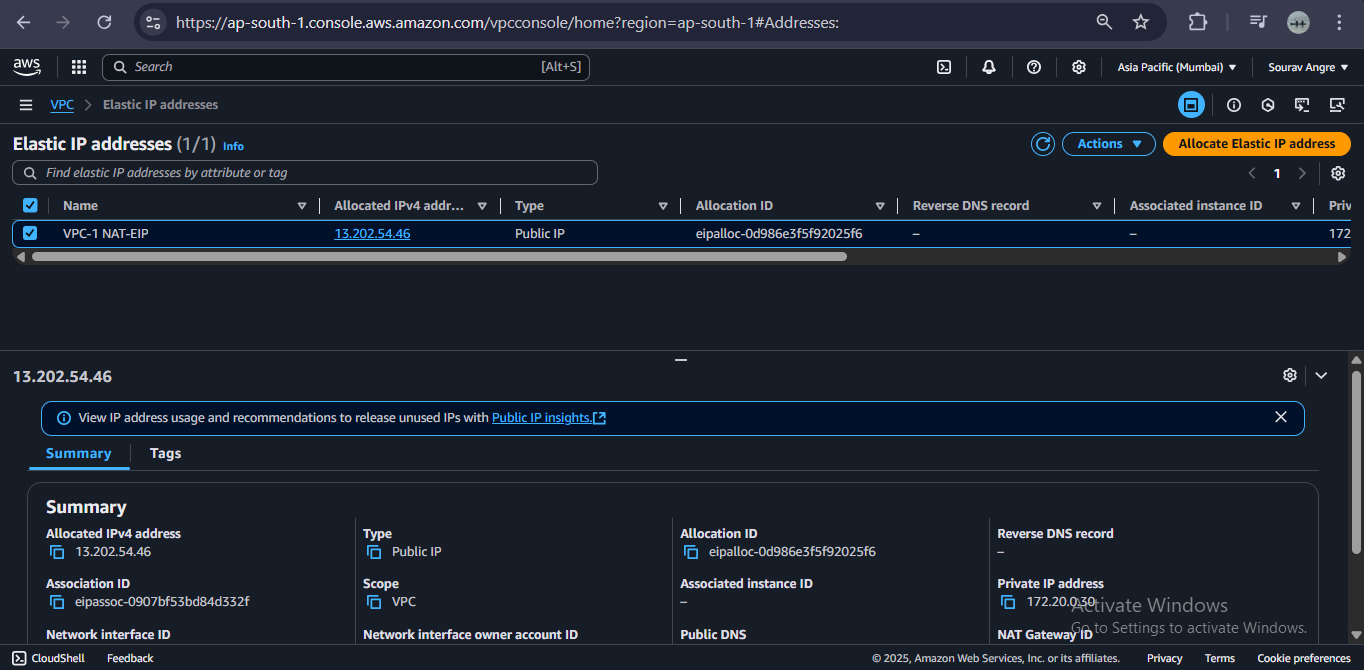 https://ap-south-1.console.aws.amazon.com/vpcconsole/home?region=ap-south-1#Addresses:
aws Search [Alt+S] Asia Pacific (Mumbai) Sourav Angre
VPC Elastic IP addresses
Elastic IP addresses (1/1) Info Actions Allocate Elastic IP address
Find elastic IP addresses by attribute or tag 1
Name Allocated IPv4 addr... Type Allocation ID Reverse DNS record Associated instance ID Priv
VPC-1 NAT-EIP 13.202.54.46 Public IP eipalloc-0d986e3f5f92025f6 – – 172
13.202.54.46
View IP address usage and recommendations to release unused IPs with Public IP insights.
Summary Tags
Summary
Allocated IPv4 address Type Allocation ID Reverse DNS record
13.202.54.46 Public IP eipalloc-0d986e3f5f92025f6 –
Association ID Scope Associated instance ID Private IP address
eipassoc-0907bf53bd84d332f VPC – 172.20.0.30
Activate Windows
Network interface ID Network interface owner account ID Public DNS NAT Gateway ID
Go to Settings to activate Windows.
CloudShell Feedback © 2025, Amazon Web Services, Inc. or its affiliates. Privacy Terms Cookie preferences